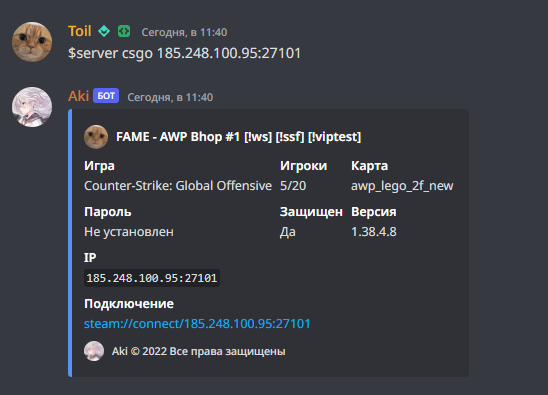 Toil Сегодня, в 11:40
$server csgo 185.248.100.95:27101
Aki БОТ Сегодня, в 11:40
FAME - AWP Bhop #1 [!ws] [!ssf] [!viptest]
Игра Игроки Карта
Counter-Strike: Global Offensive 5/20 awp_lego_2f_new
Пароль Защищен Версия
Не установлен Да 1.38.4.8
IP
185.248.100.95:27101
Подключение
steam://connect/185.248.100.95:27101
Aki © 2022 Все права защищены